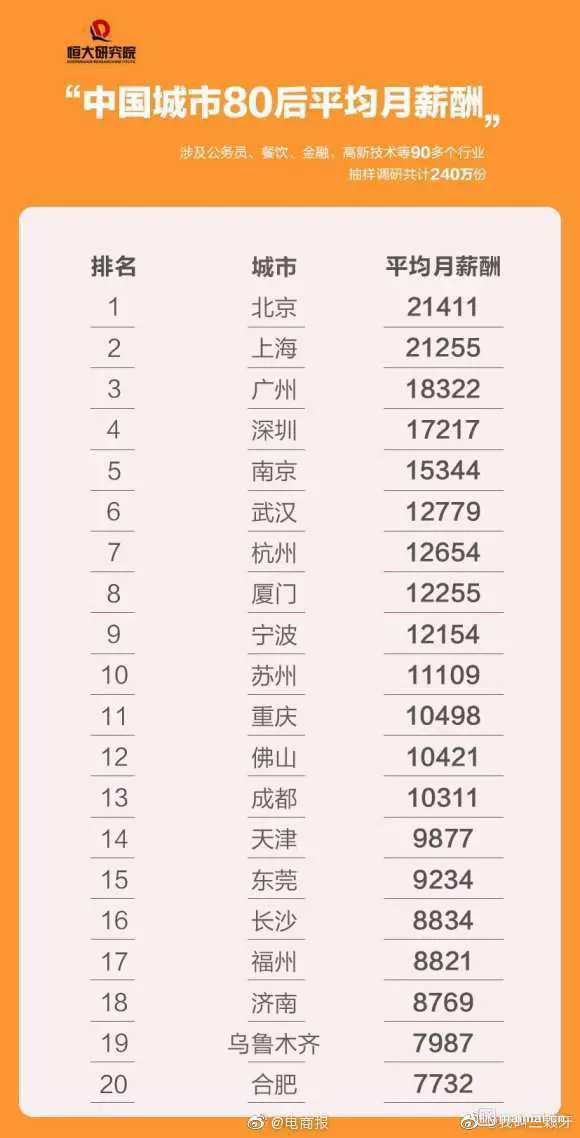 恒大研究院
“中国城市80后平均月薪酬”
涉及公务员、餐饮、金融、高新技术等90多个行业
抽样调研共计240万份
排名 城市 平均月薪酬
1 北京 21411
2 上海 21255
3 广州 18322
4 深圳 17217
5 南京 15344
6 武汉 12779
7 杭州 12654
8 厦门 12255
9 宁波 12154
10 苏州 11109
11 重庆 10498
12 佛山 10421
13 成都 10311
14 天津 9877
15 东莞 9234
16 长沙 8834
17 福州 8821
18 济南 8769
19 乌鲁木齐 7987
20 合肥 7732
@电商报